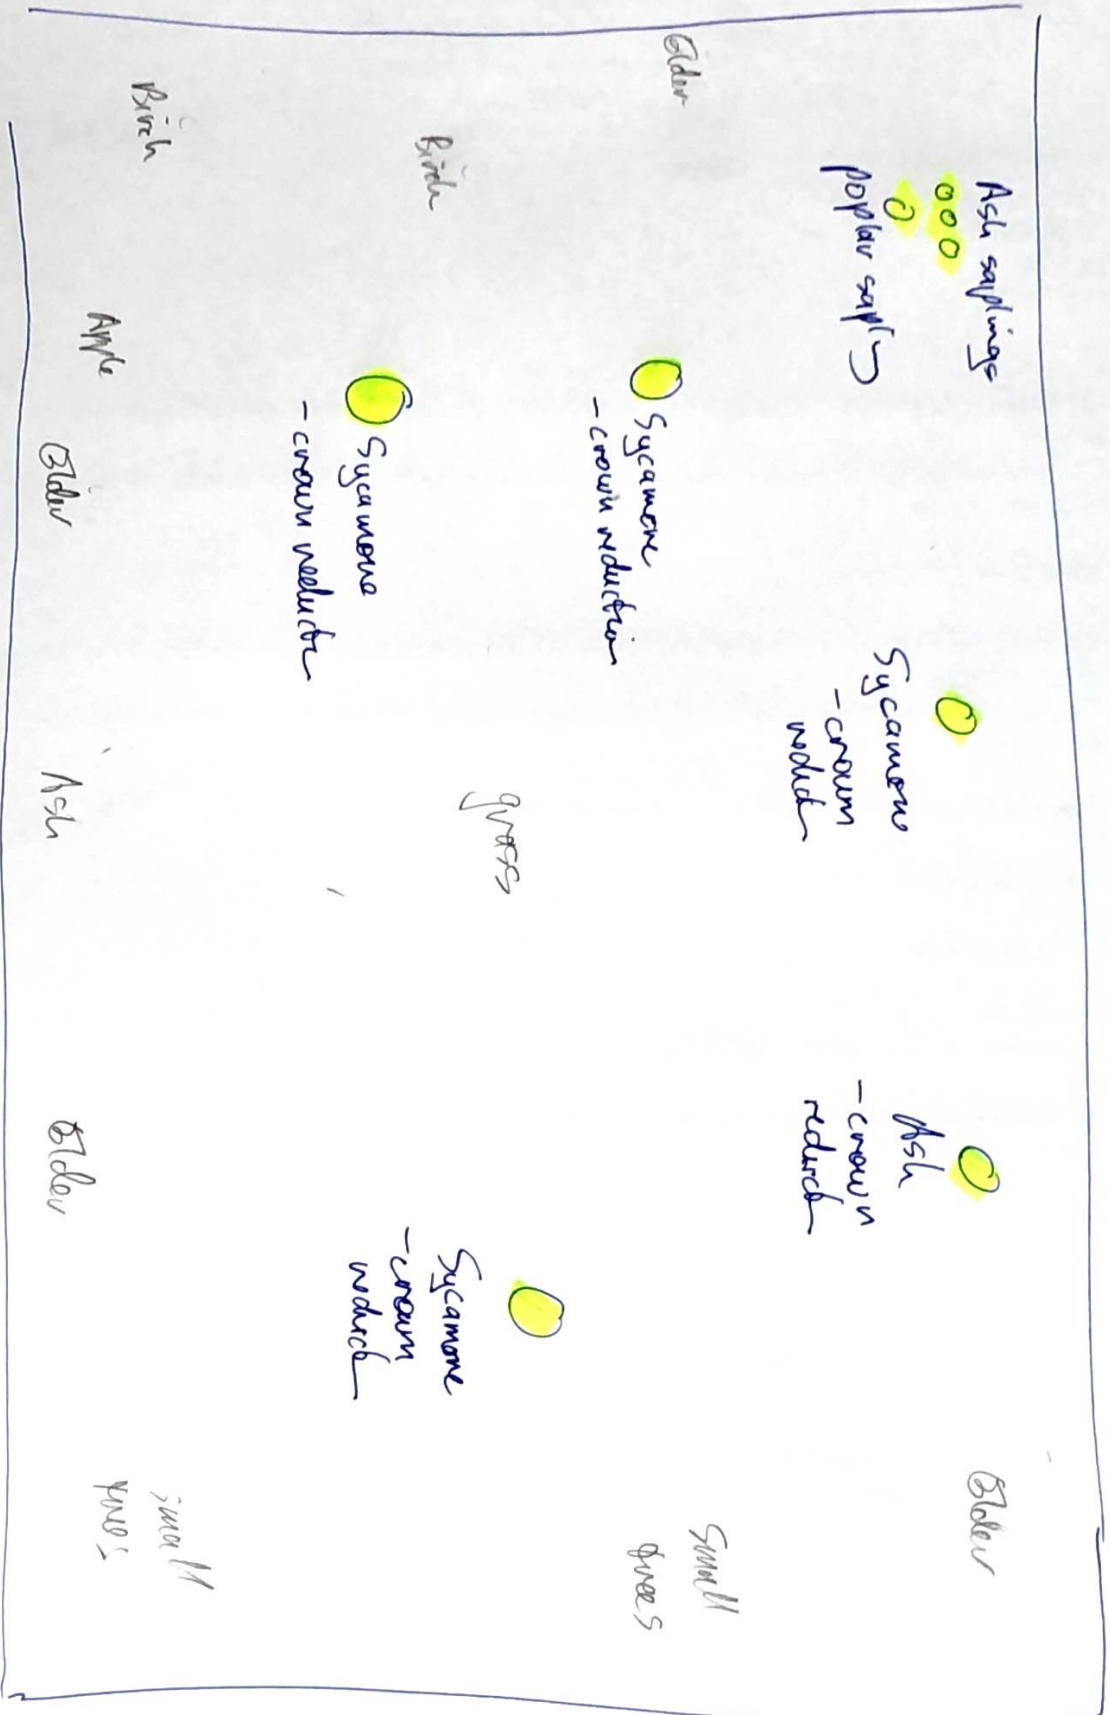 Ash saplings
poplar sapling
Sycamore
- crown
reduct
Ash
- crown
reduct
Elder
Elder
Sycamore
- crown reduction
Small
trees
Birch
grass
Sycamore
- crown reduction
Sycamore
- crown
reduct
Birch
Apple
Elder
Ash
Elder
small
trees